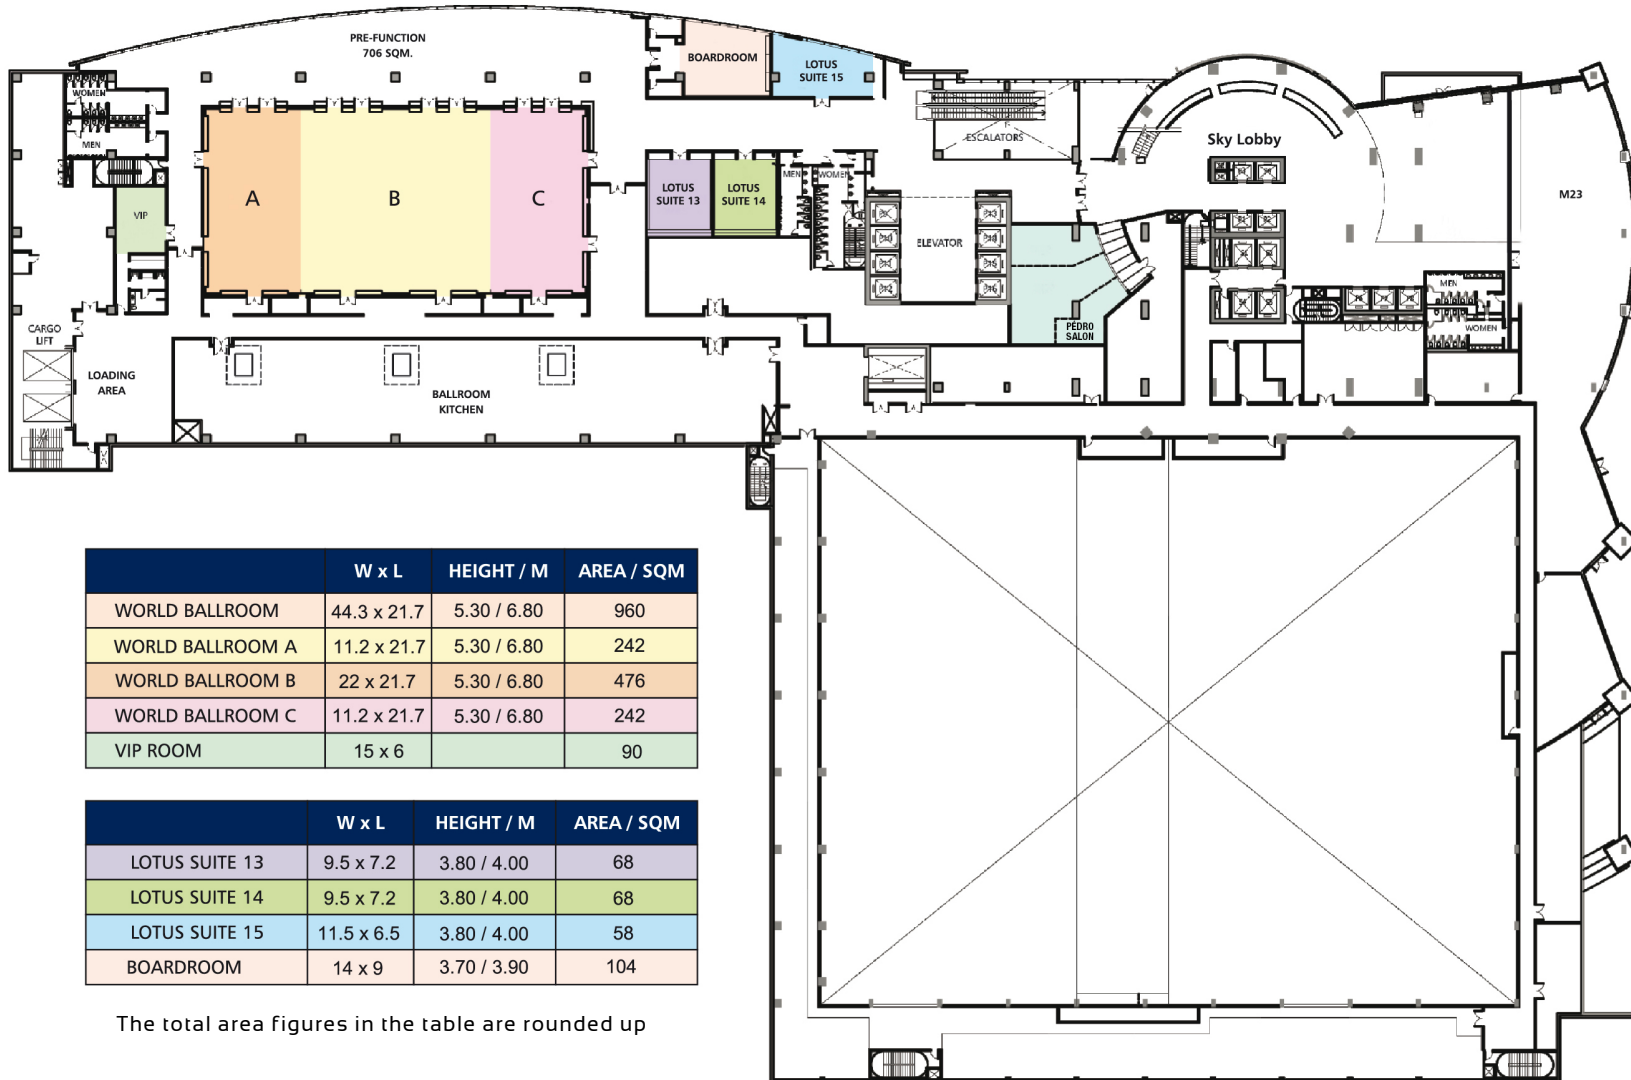 PRE-FUNCTION
706 SQM.
BOARDROOM
LOTUS
SUITE 15
WOMEN
MEN
ESCALATORS
Sky Lobby
M23
A
B
C
VIP
LOTUS
SUITE 13
LOTUS
SUITE 14
MEN
WOMEN
ELEVATOR
PEDRO
SALON
MEN
WOMEN
CARGO
LIFT
LOADING
AREA
BALLROOM
KITCHEN
W x L HEIGHT / M AREA / SQM
WORLD BALLROOM 44.3 x 21.7 5.30 / 6.80 960
WORLD BALLROOM A 11.2 x 21.7 5.30 / 6.80 242
WORLD BALLROOM B 22 x 21.7 5.30 / 6.80 476
WORLD BALLROOM C 11.2 x 21.7 5.30 / 6.80 242
VIP ROOM 15 x 6 90
W x L HEIGHT / M AREA / SQM
LOTUS SUITE 13 9.5 x 7.2 3.80 / 4.00 68
LOTUS SUITE 14 9.5 x 7.2 3.80 / 4.00 68
LOTUS SUITE 15 11.5 x 6.5 3.80 / 4.00 58
BOARDROOM 14 x 9 3.70 / 3.90 104
The total area figures in the table are rounded up